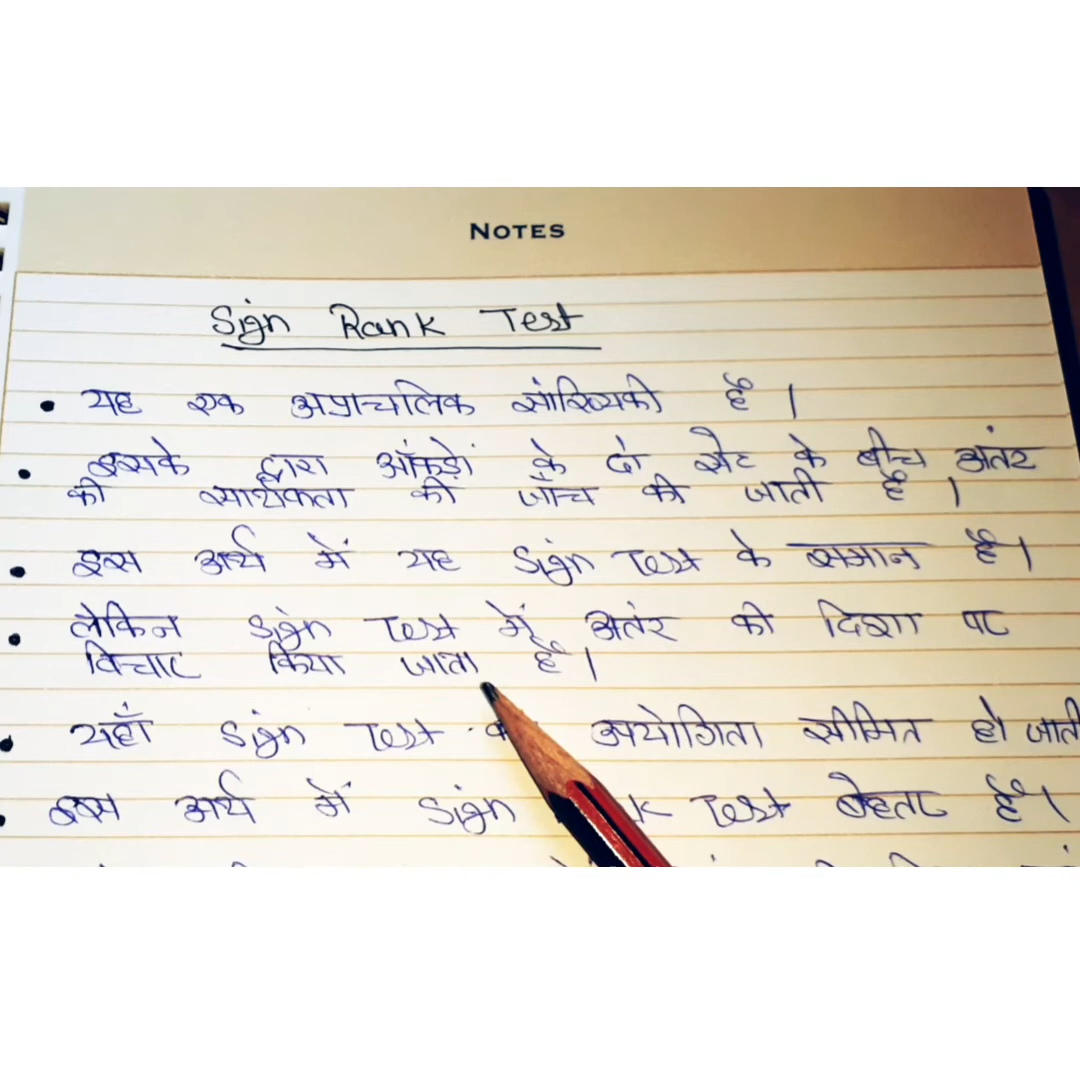 NOTES
Sign Rank Test
• यह एक अप्राचलिक सांख्यिकी है ।
• इसके द्वारा आँकड़ों के दो सेट के बीच अंतर
की सार्थकता की जाँच की जाती है ।
• इस अर्थ में यह Sign Test के समान है।
• लेकिन Sign Test में अतंर की दिशा पर
विचार किया जाता है ।
• यहाँ Sign Test उपयोगिता सीमित हो जाती
• इस अर्थ में Sign Test बेहतर है।